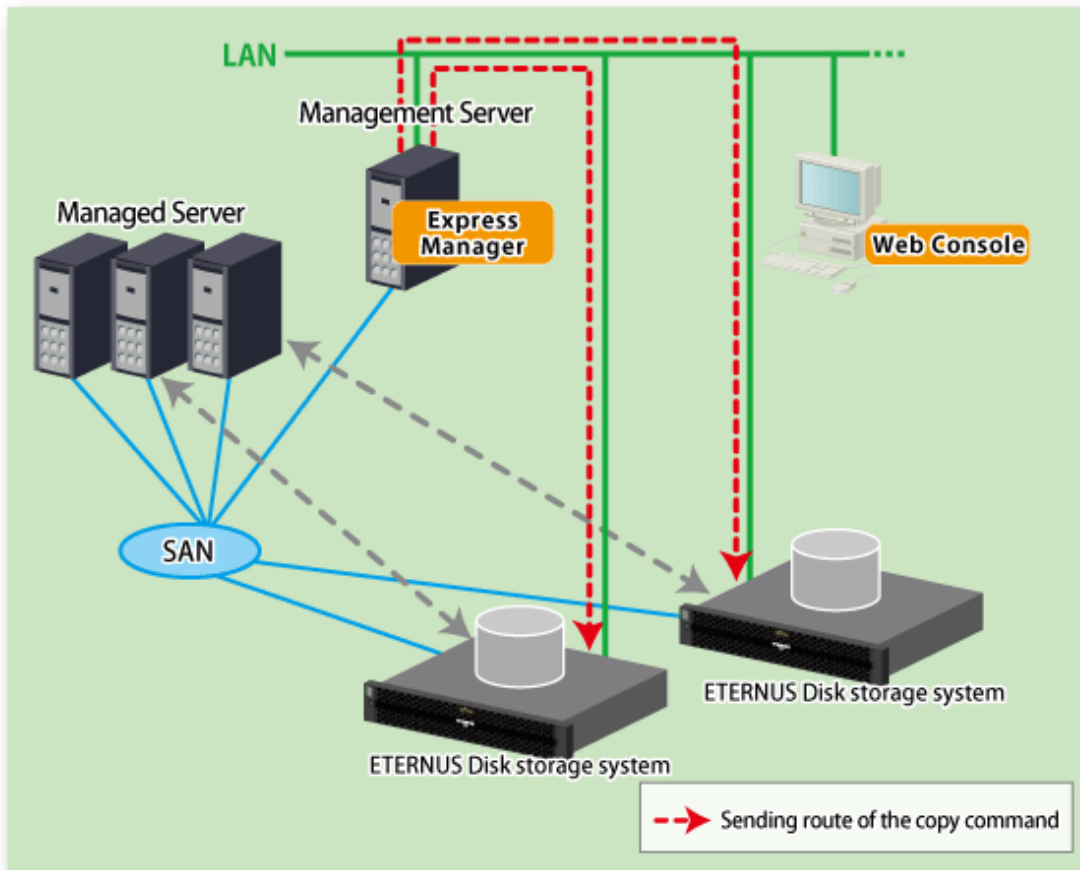 LAN
Management Server
Express
Manager
Managed Server
Web Console
SAN
ETERNUS Disk storage system
ETERNUS Disk storage system
Sending route of the copy command